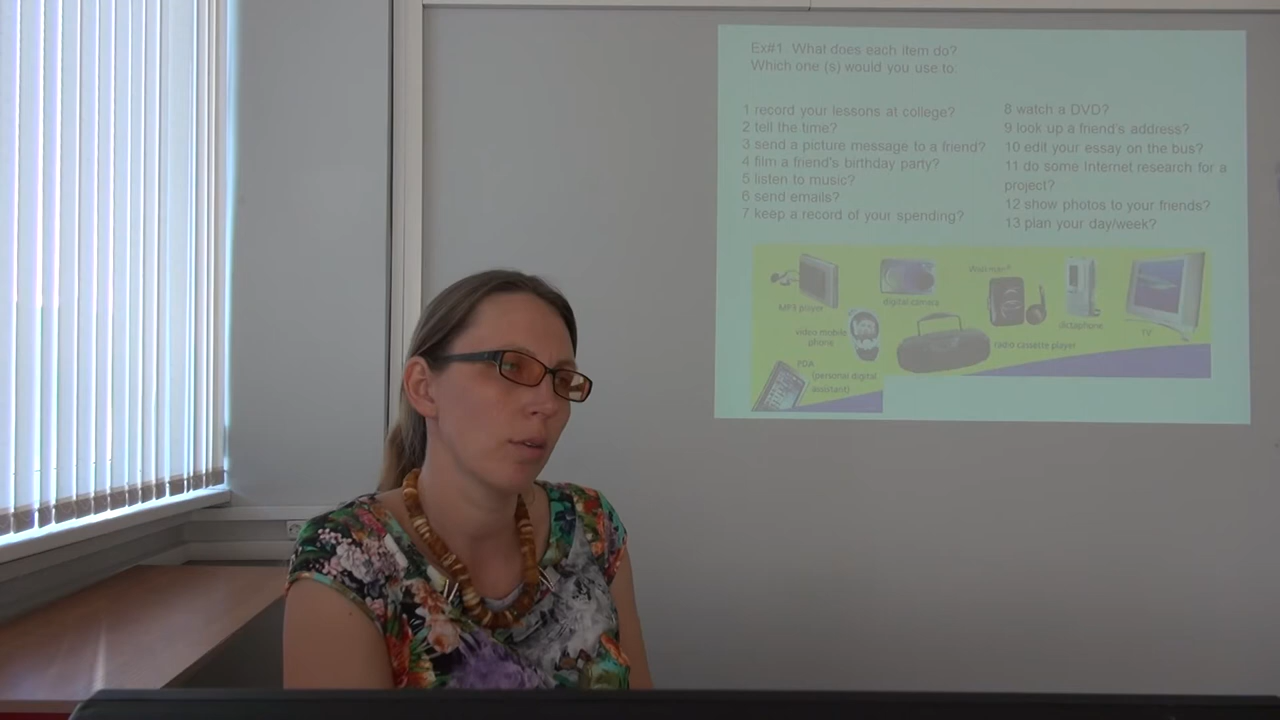 Ex#1. What does each item do?
Which one (s) would you use to:
1 record your lessons at college?
2 tell the time?
3 send a picture message to a friend?
4 film a friend's birthday party?
5 listen to music?
6 send emails?
7 keep a record of your spending?
8 watch a DVD?
9 look up a friend's address?
10 edit your essay on the bus?
11 do some Internet research for a
project?
12 show photos to your friends?
13 plan your day/week?
MP3 player
digital camera
Walkman®
dictaphone
TV
video mobile
phone
radio cassette player
PDA
(personal digital
assistant)